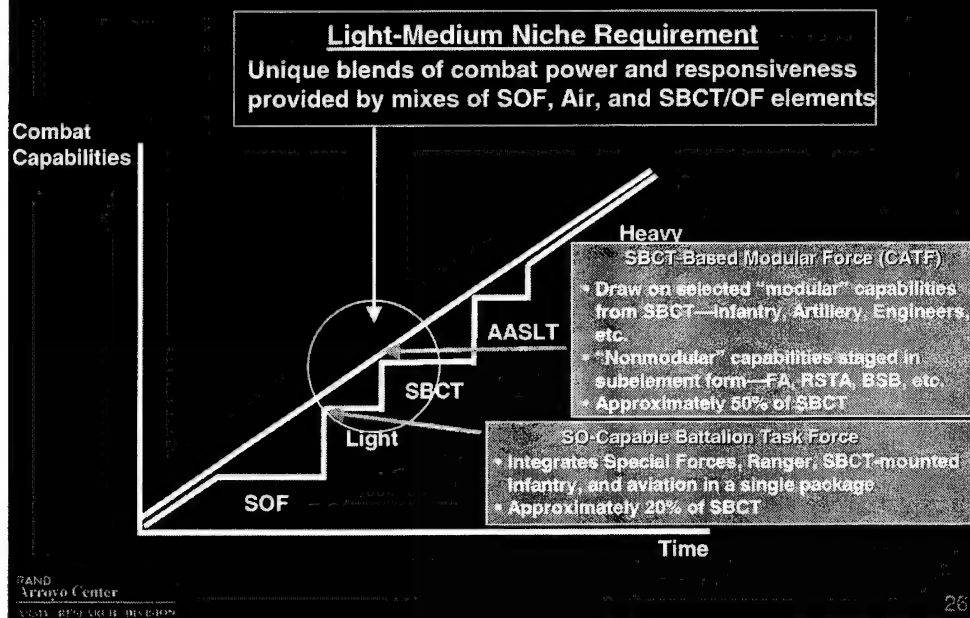 Light-Medium Niche Requirement
Unique blends of combat power and responsiveness
provided by mixes of SOF, Air, and SBCT/OF elements
Combat
Capabilities
Heavy
SBCT-Based Modular Force (CATF)
• Draw on selected "modular" capabilities
from SBCT—Infantry, Artillery, Engineers,
etc.
• "Nonmodular" capabilities staged in
subelement form—FA, RSTA, BSB, etc.
• Approximately 50% of SBCT
AASLT
SBCT
Light
SO-Capable Battalion Task Force
• Integrates Special Forces, Ranger, SBCT-mounted
Infantry, and aviation in a single package
• Approximately 20% of SBCT
SOF
Time
RAND
Arroyo Center
ARMY RESEARCH DIVISION
26